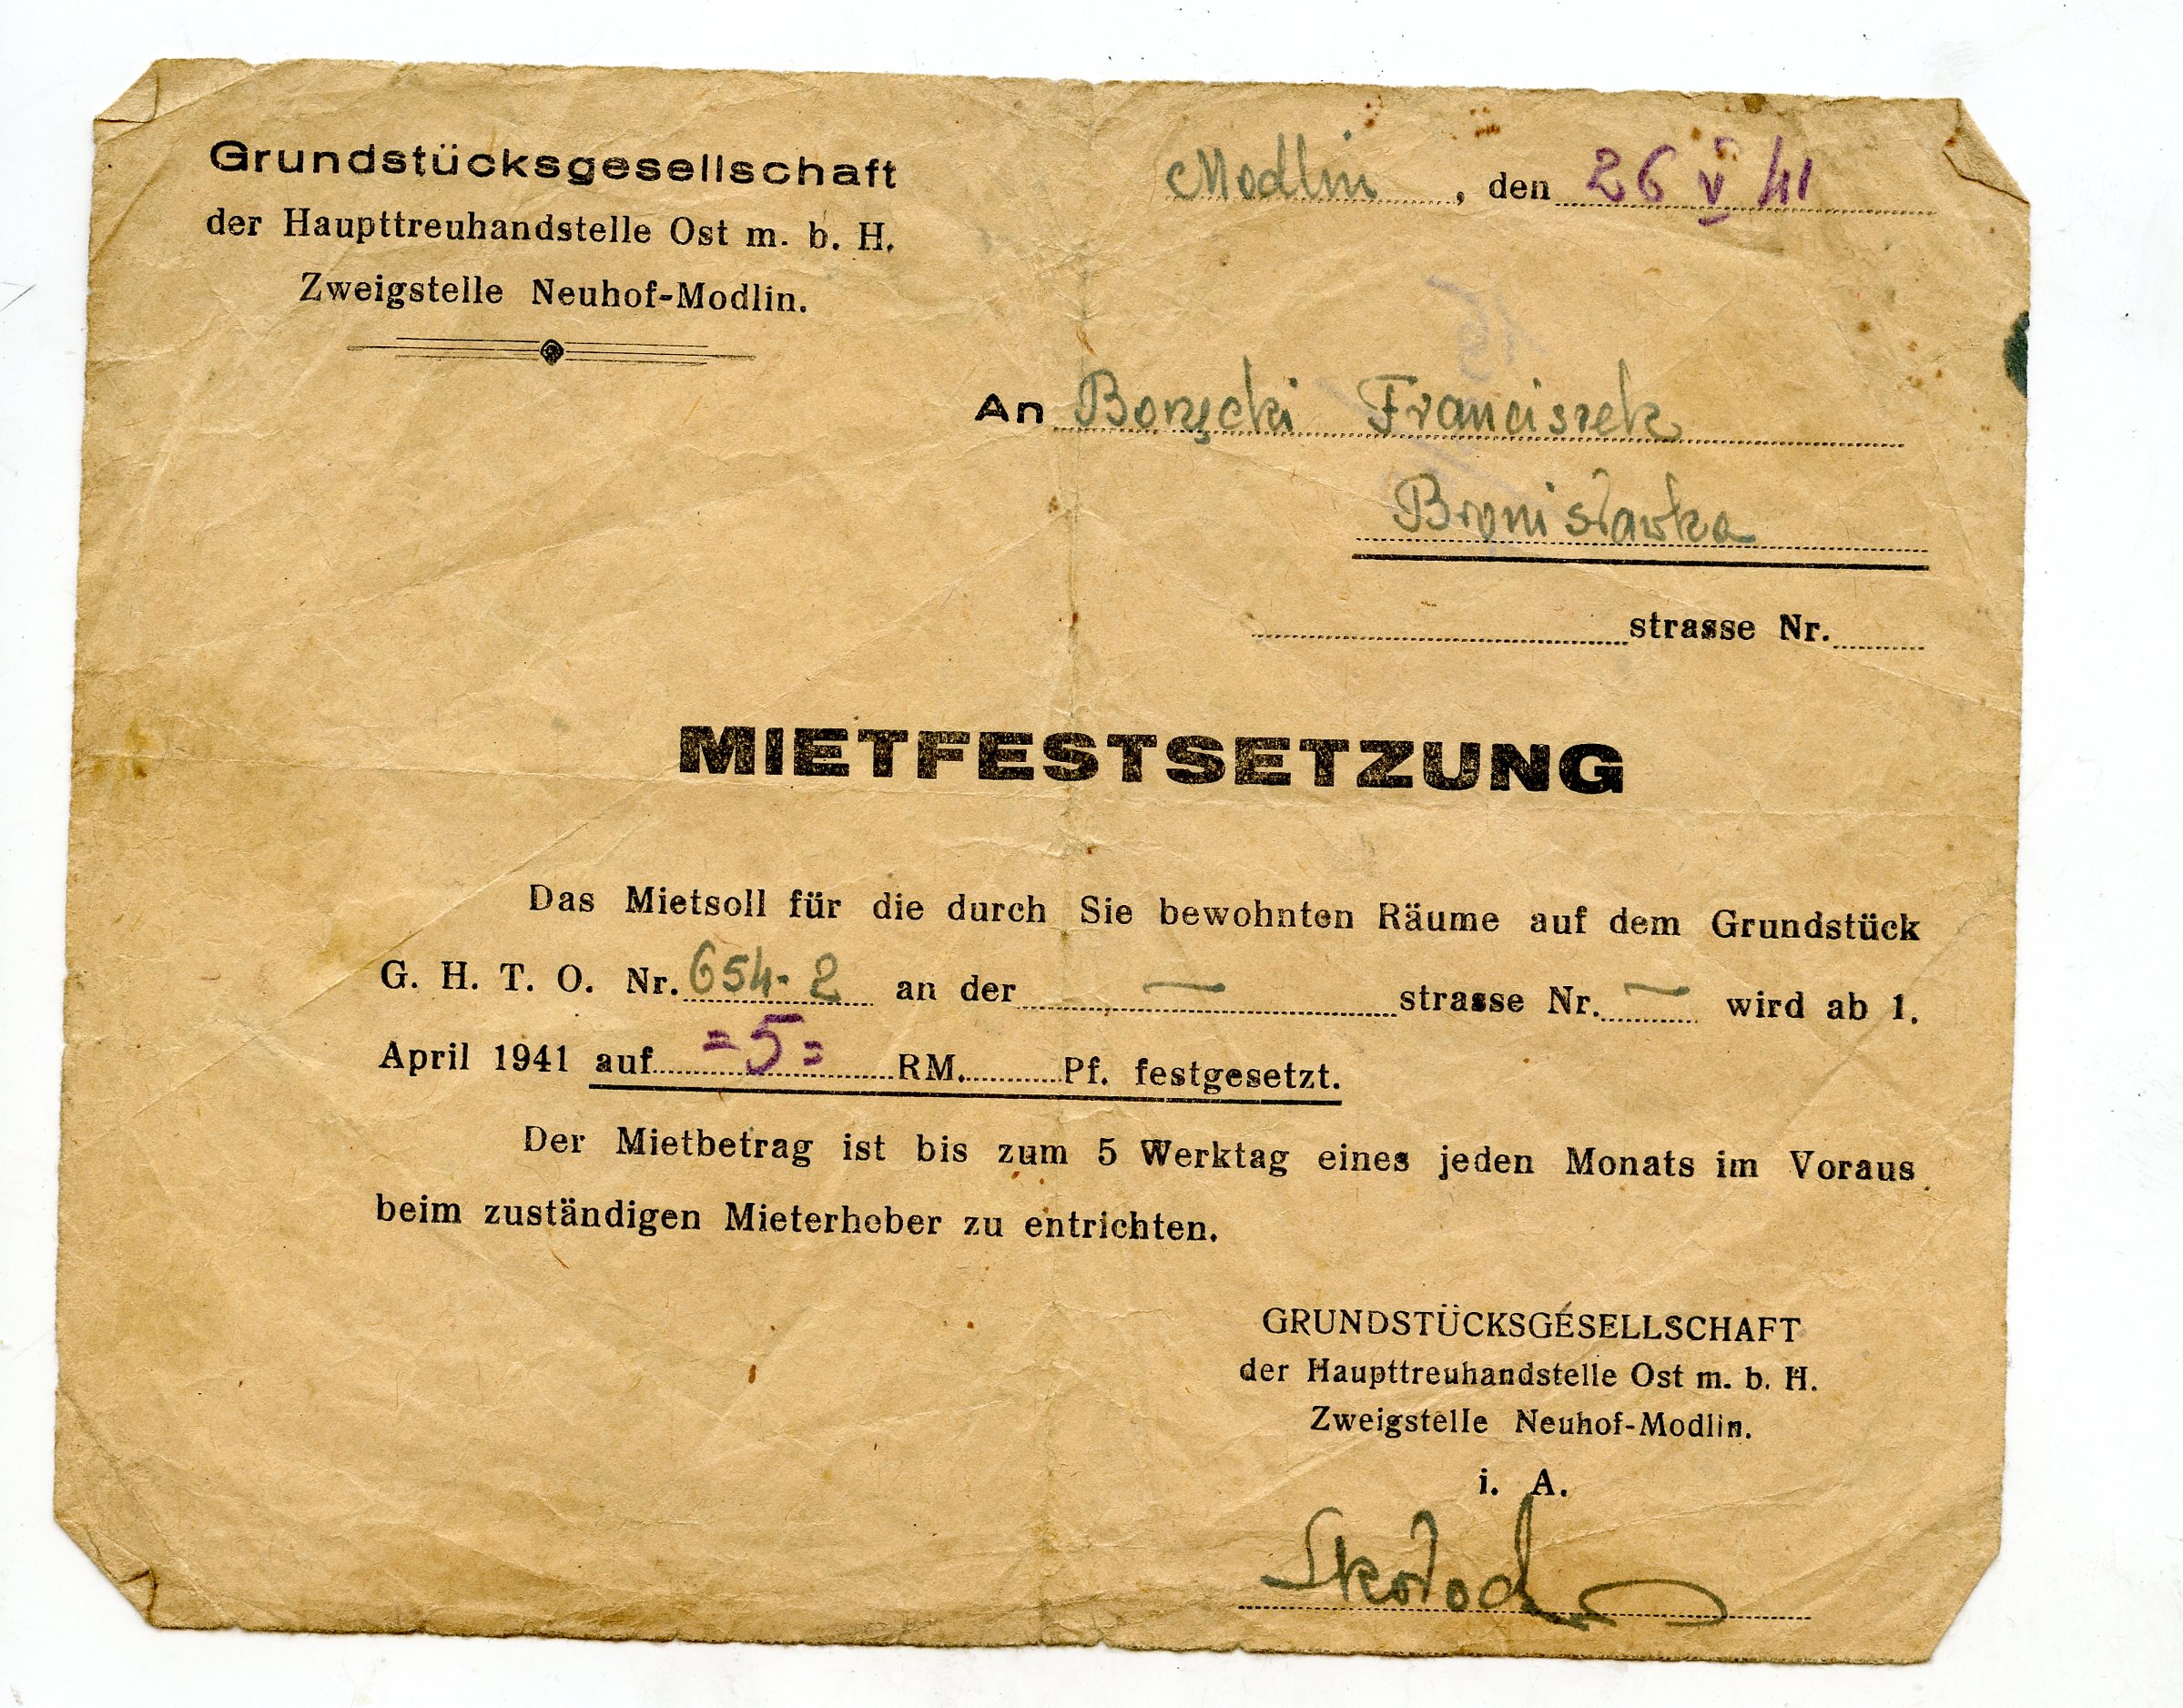 Grundstücksgesellschaft
der Haupttreuhandstelle Ost m. b. H.
Zweigstelle Neuhof-Modlin.
Modlin, den 26 V 41
An Borzęcki Franciszek
Bronisławka
strasse Nr.
MIETFESTSETZUNG
Das Mietsoll für die durch Sie bewohnten Räume auf dem Grundstück
G. H. T. O. Nr. 654-2 an der — strasse Nr. — wird ab 1.
April 1941 auf =5= RM. Pf. festgesetzt.
Der Mietbetrag ist bis zum 5 Werktag eines jeden Monats im Voraus
beim zuständigen Mieterheber zu entrichten.
GRUNDSTÜCKSGESELLSCHAFT
der Haupttreuhandstelle Ost m. b. H.
Zweigstelle Neuhof-Modlin.
i. A.